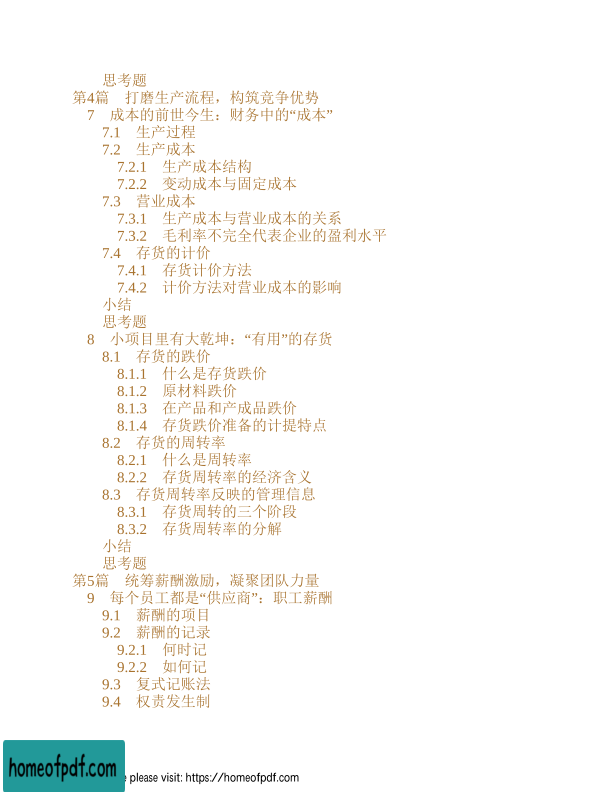 思考题
第4篇　打磨生产流程，构筑竞争优势
7　成本的前世今生：财务中的“成本”
7.1　生产过程
7.2　生产成本
7.2.1　生产成本结构
7.2.2　变动成本与固定成本
7.3　营业成本
7.3.1　生产成本与营业成本的关系
7.3.2　毛利率不完全代表企业的盈利水平
7.4　存货的计价
7.4.1　存货计价方法
7.4.2　计价方法对营业成本的影响
小结
思考题
8　小项目里有大乾坤：“有用”的存货
8.1　存货的跌价
8.1.1　什么是存货跌价
8.1.2　原材料跌价
8.1.3　在产品和产成品跌价
8.1.4　存货跌价准备的计提特点
8.2　存货的周转率
8.2.1　什么是周转率
8.2.2　存货周转率的经济含义
8.3　存货周转率反映的管理信息
8.3.1　存货周转的三个阶段
8.3.2　存货周转率的分解
小结
思考题
第5篇　统筹薪酬激励，凝聚团队力量
9　每个员工都是“供应商”：职工薪酬
9.1　薪酬的项目
9.2　薪酬的记录
9.2.1　何时记
9.2.2　如何记
9.3　复式记账法
9.4　权责发生制
homeofpdf.com
please visit: https://homeofpdf.com